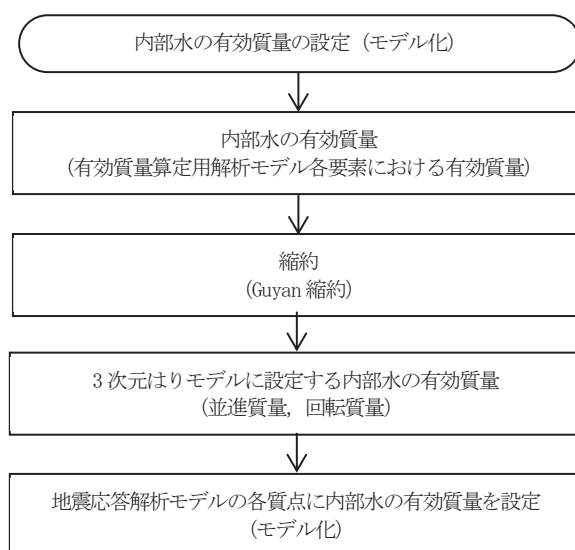 内部水の有効質量の設定（モデル化）
内部水の有効質量
(有効質量算定用解析モデル各要素における有効質量)
縮約
(Guyan 縮約)
3 次元はりモデルに設定する内部水の有効質量
(並進質量，回転質量)
地震応答解析モデルの各質点に内部水の有効質量を設定
(モデル化)